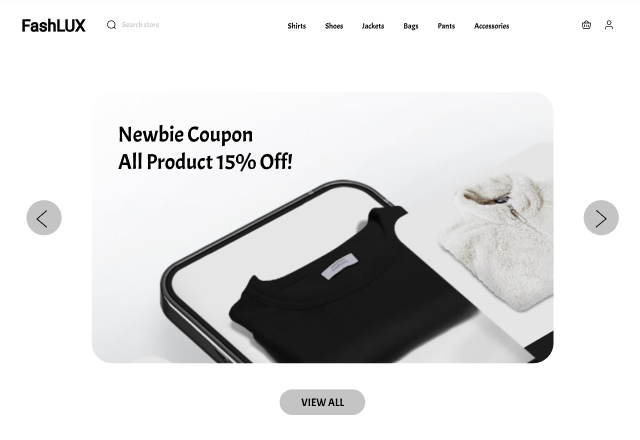 FashLUX
Search store
Shirts Shoes Jackets Bags Pants Accessories
Newbie Coupon
All Product 15% Off!
VIEW ALL